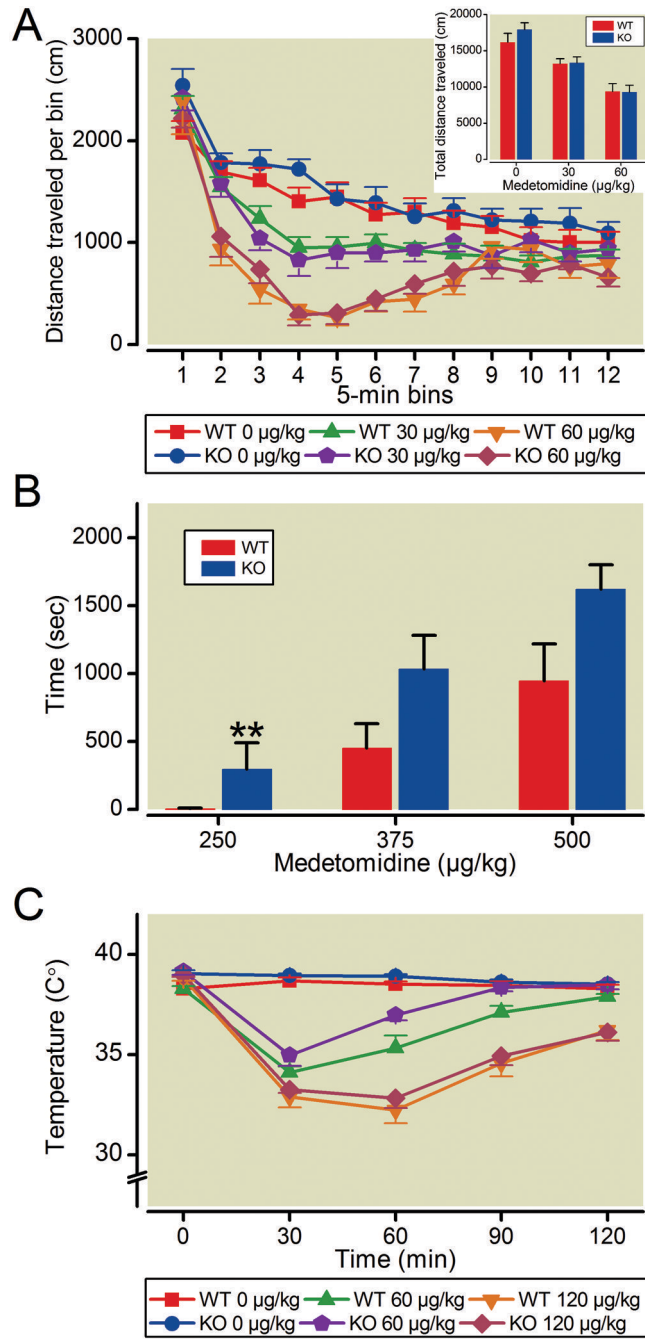 A
Distance traveled per bin (cm)
3000
2000
1000
0
1 2 3 4 5 6 7 8 9 10 11 12
5-min bins
Total distance traveled (cm)
20000
15000
10000
5000
0
WT
KO
0 30 60
Medetomidine (µg/kg)
WT 0 µg/kg WT 30 µg/kg WT 60 µg/kg
KO 0 µg/kg KO 30 µg/kg KO 60 µg/kg
B
Time (sec)
2000
1500
1000
500
0
WT
KO
**
250 375 500
Medetomidine (µg/kg)
C
Temperature (C°)
40
35
30
0 30 60 90 120
Time (min)
WT 0 µg/kg WT 60 µg/kg WT 120 µg/kg
KO 0 µg/kg KO 60 µg/kg KO 120 µg/kg